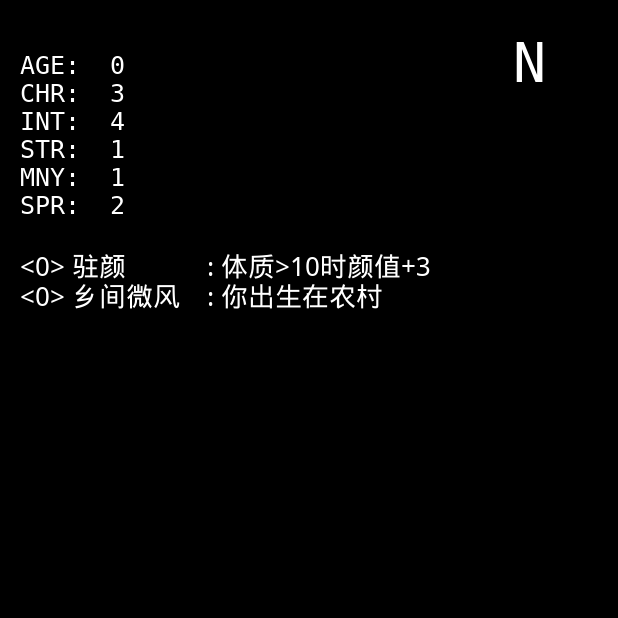 N
AGE: 0
CHR: 3
INT: 4
STR: 1
MNY: 1
SPR: 2
<0> 驻颜 : 体质>10时颜值+3
<0> 乡间微风 : 你出生在农村